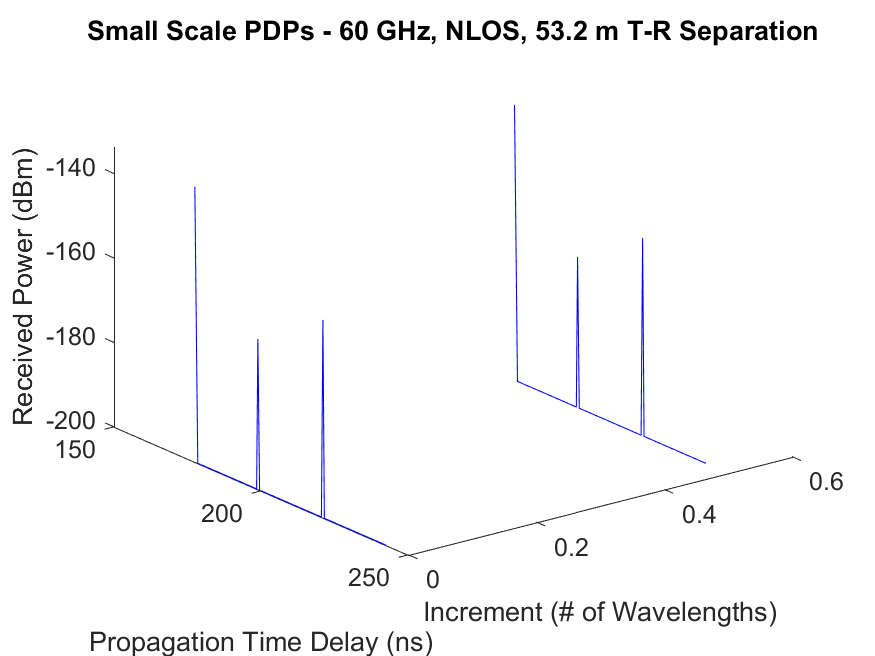 Small Scale PDPs - 60 GHz, NLOS, 53.2 m T-R Separation
Received Power (dBm)
-140
-160
-180
-200
150
200
250
0
0.2
0.4
0.6
Increment (# of Wavelengths)
Propagation Time Delay (ns)